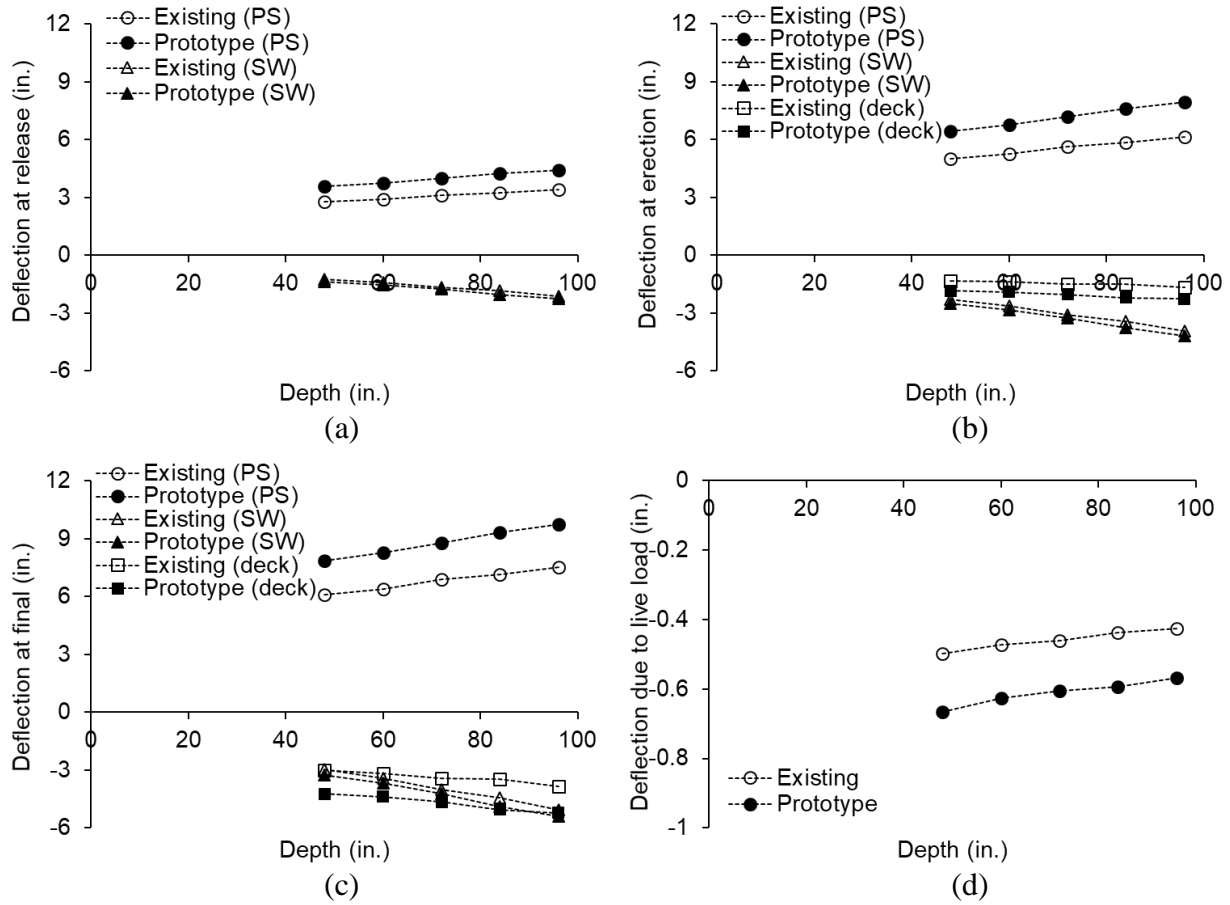 Deflection at release (in.)
12
9
6
3
0
-3
-6
0
20
40
60
80
100
Existing (PS)
Prototype (PS)
Existing (SW)
Prototype (SW)
Depth (in.)
(a)
Deflection at erection (in.)
12
9
6
3
0
-3
-6
0
20
40
60
80
100
Existing (PS)
Prototype (PS)
Existing (SW)
Prototype (SW)
Existing (deck)
Prototype (deck)
Depth (in.)
(b)
Deflection at final (in.)
12
9
6
3
0
-3
-6
0
20
40
60
80
100
Existing (PS)
Prototype (PS)
Existing (SW)
Prototype (SW)
Existing (deck)
Prototype (deck)
Depth (in.)
(c)
Deflection due to live load (in.)
0
-0.2
-0.4
-0.6
-0.8
-1
0
20
40
60
80
100
Existing
Prototype
Depth (in.)
(d)